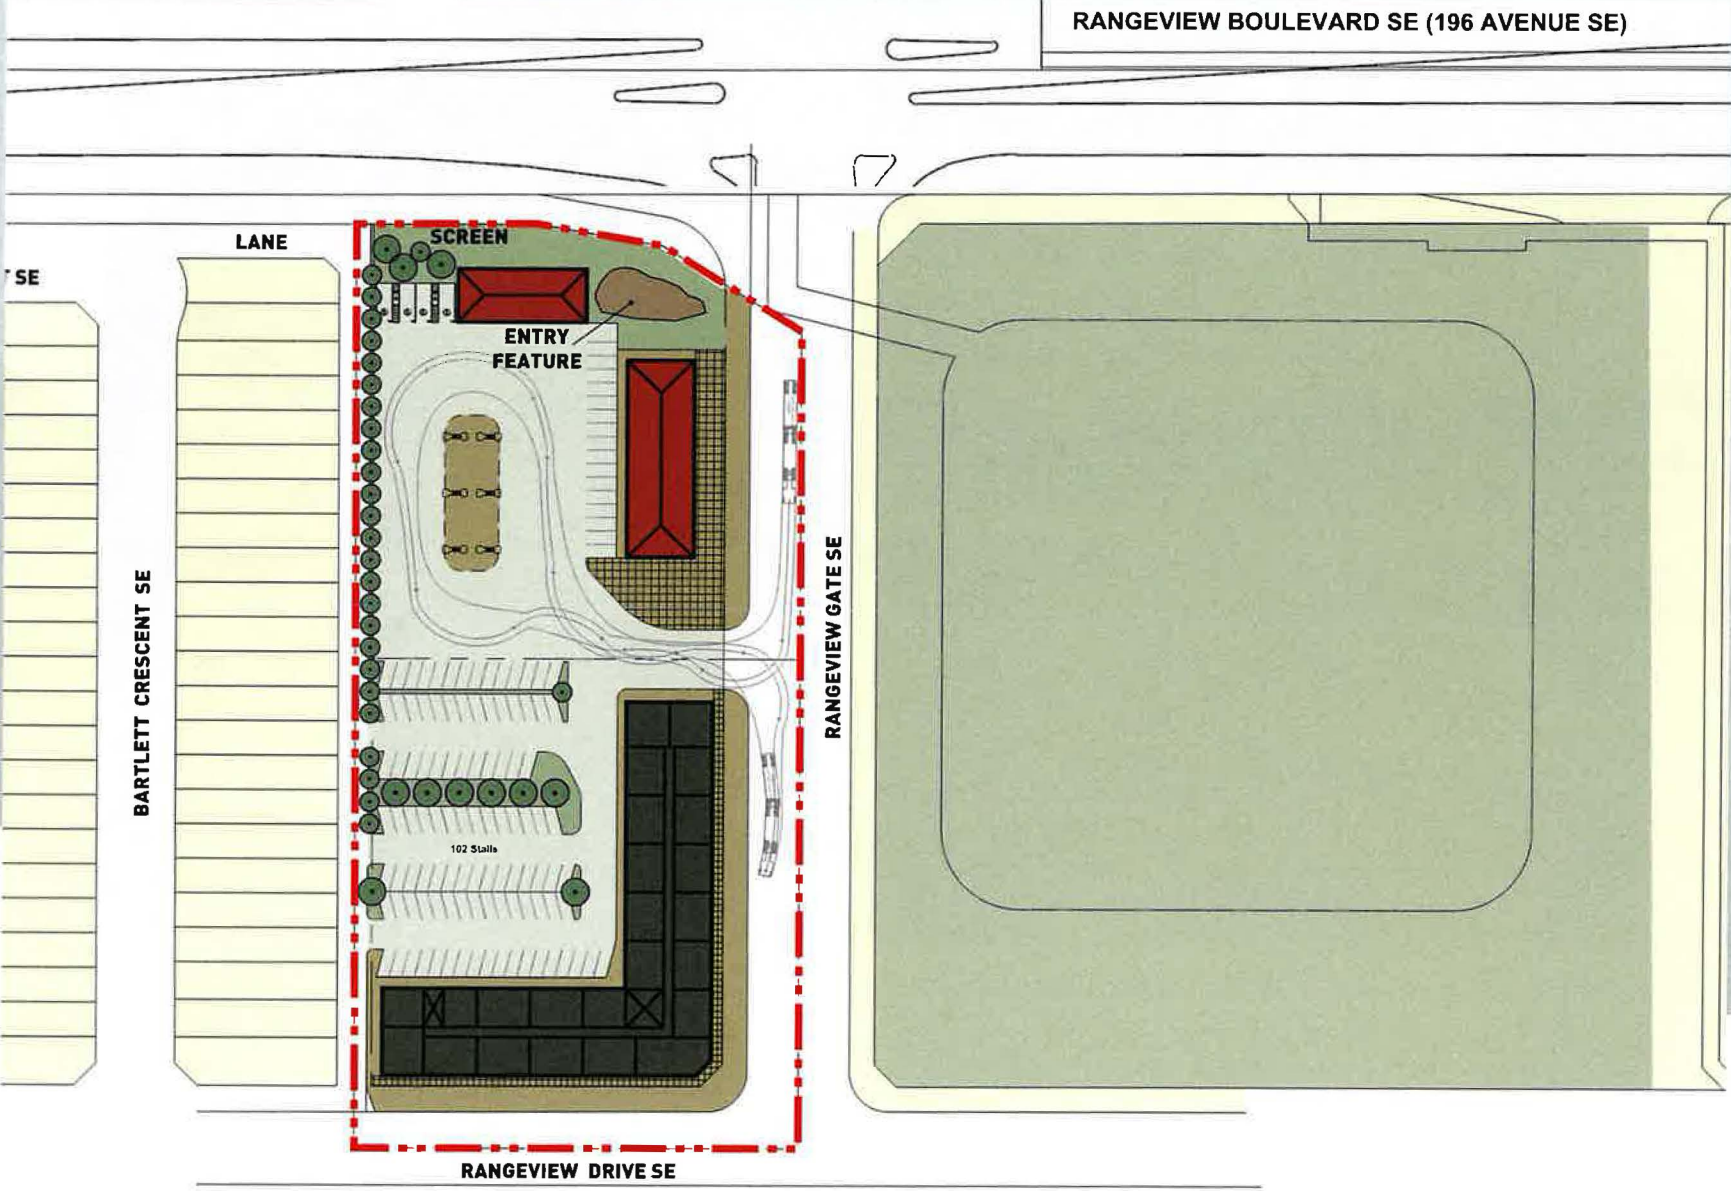 RANGEVIEW BOULEVARD SE (196 AVENUE SE)
LANE
SCREEN
T SE
ENTRY
FEATURE
BARTLETT CRESCENT SE
RANGEVIEW GATE SE
102 Stalls
RANGEVIEW DRIVE SE